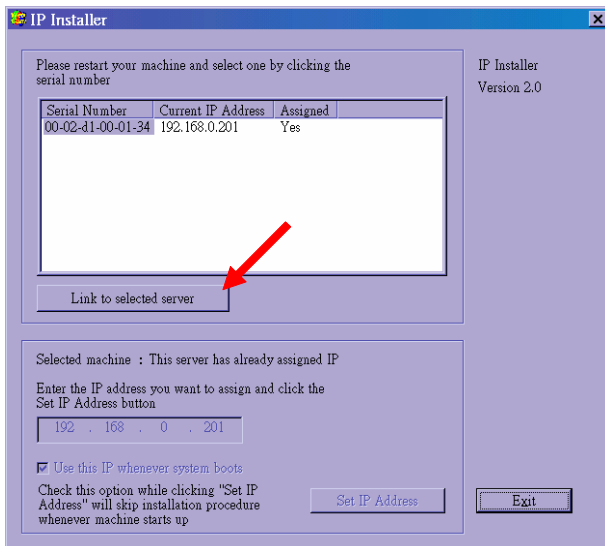 IP Installer
Please restart your machine and select one by clicking the
serial number
IP Installer
Version 2.0
Serial Number Current IP Address Assigned
00-02-d1-00-01-34 192.168.0.201 Yes
Link to selected server
Selected machine : This server has already assigned IP
Enter the IP address you want to assign and click the
Set IP Address button
192 . 168 . 0 . 201
Use this IP whenever system boots
Check this option while clicking "Set IP
Address" will skip installation procedure
whenever machine starts up
Set IP Address
Exit